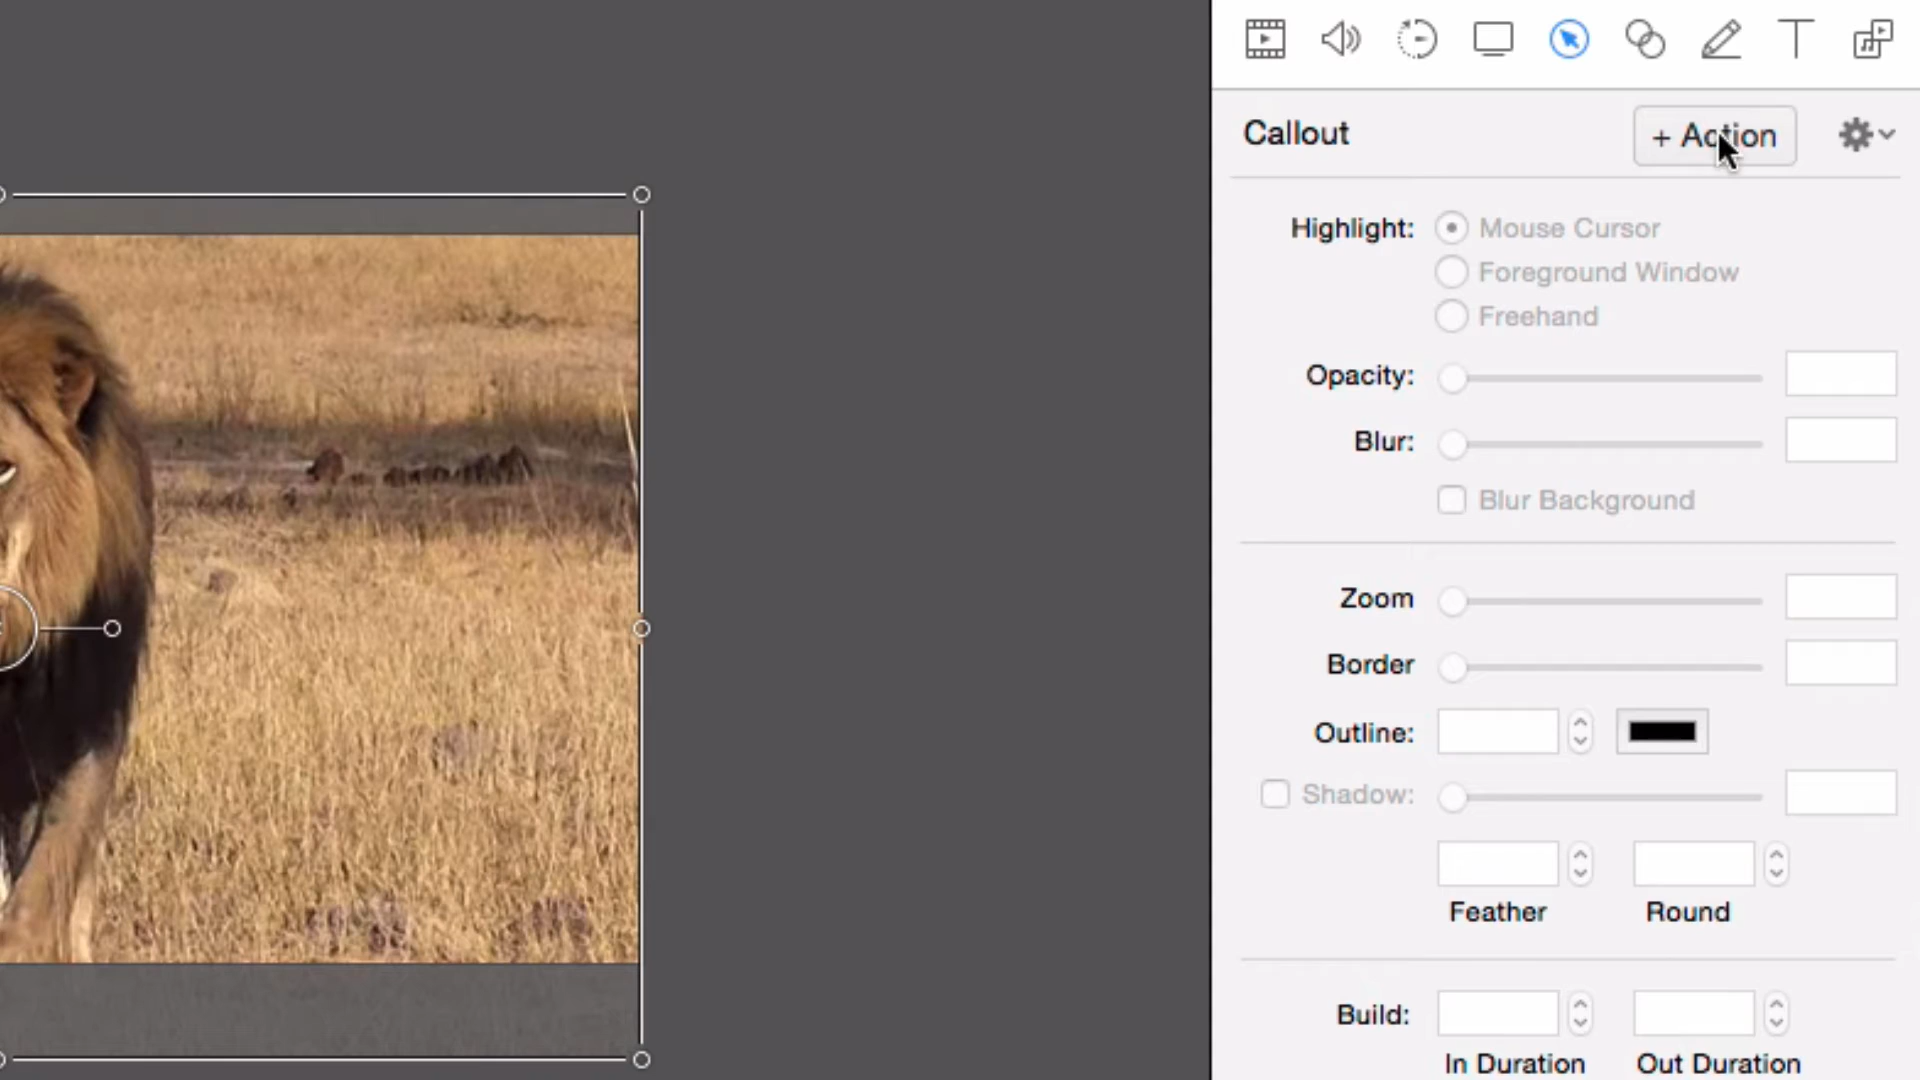 Callout
+ Action
Highlight:
Mouse Cursor
Foreground Window
Freehand
Opacity:
Blur:
Blur Background
Zoom
Border
Outline:
Shadow:
Feather
Round
Build:
In Duration
Out Duration